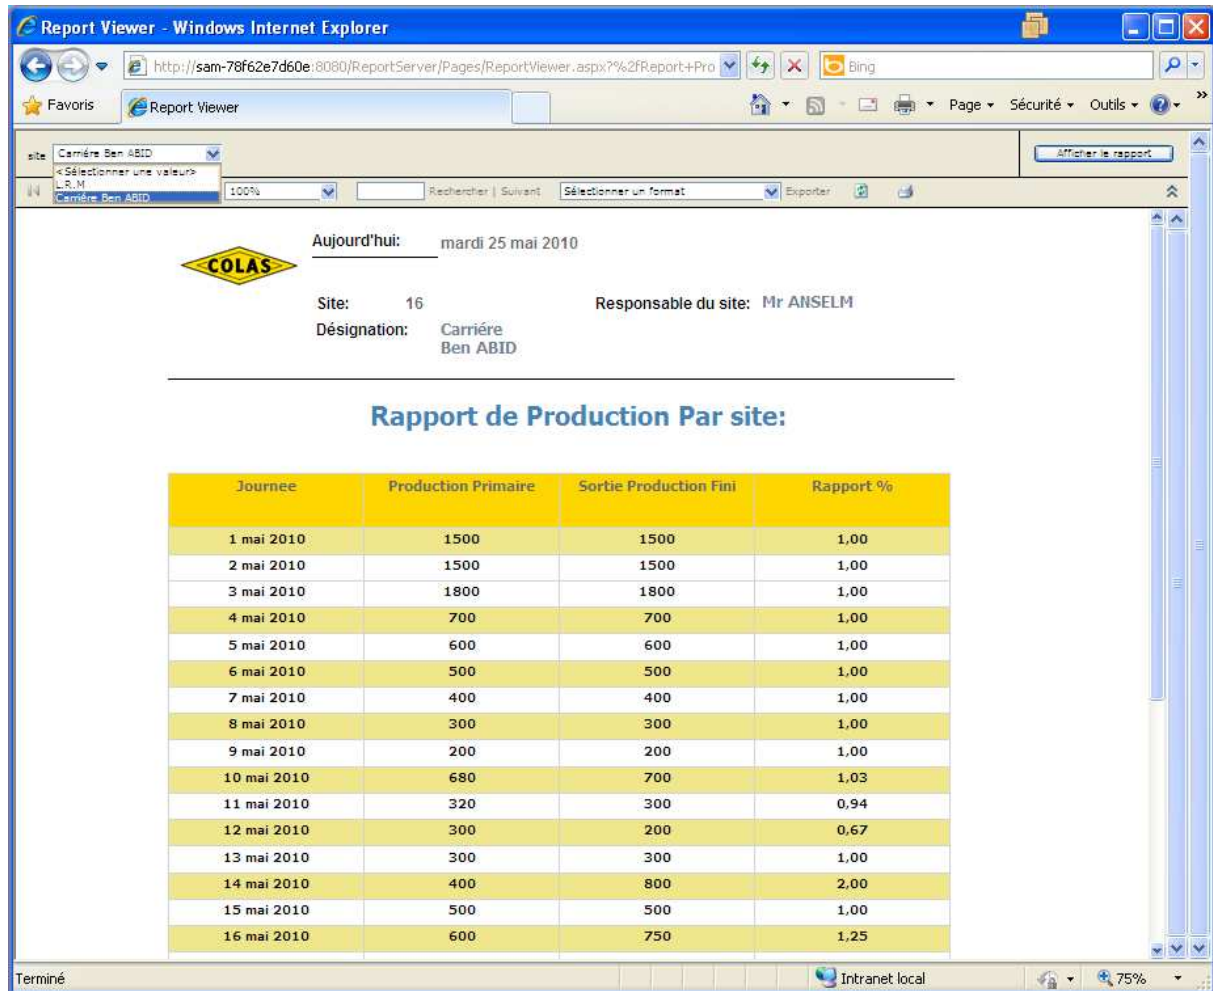 Report Viewer - Windows Internet Explorer
http://sam-78f62e7d60e:8080/ReportServer/Pages/ReportViewer.aspx?%2fReport+Pro
Bing
Favoris
Report Viewer
Page
Sécurité
Outils
site
Carriére Ben ABID
Afficher le rapport
<Sélectionner une valeur>
L.R.M
Carriére Ben ABID
100%
Rechercher | Suivant
Sélectionner un format
Exporter
Aujourd'hui: mardi 25 mai 2010
COLAS
Site: 16 Responsable du site: Mr ANSELM
Désignation: Carriére
Ben ABID
Rapport de Production Par site:
Journee Production Primaire Sortie Production Fini Rapport %
1 mai 2010 1500 1500 1,00
2 mai 2010 1500 1500 1,00
3 mai 2010 1800 1800 1,00
4 mai 2010 700 700 1,00
5 mai 2010 600 600 1,00
6 mai 2010 500 500 1,00
7 mai 2010 400 400 1,00
8 mai 2010 300 300 1,00
9 mai 2010 200 200 1,00
10 mai 2010 680 700 1,03
11 mai 2010 320 300 0,94
12 mai 2010 300 200 0,67
13 mai 2010 300 300 1,00
14 mai 2010 400 800 2,00
15 mai 2010 500 500 1,00
16 mai 2010 600 750 1,25
Terminé
Intranet local
75%